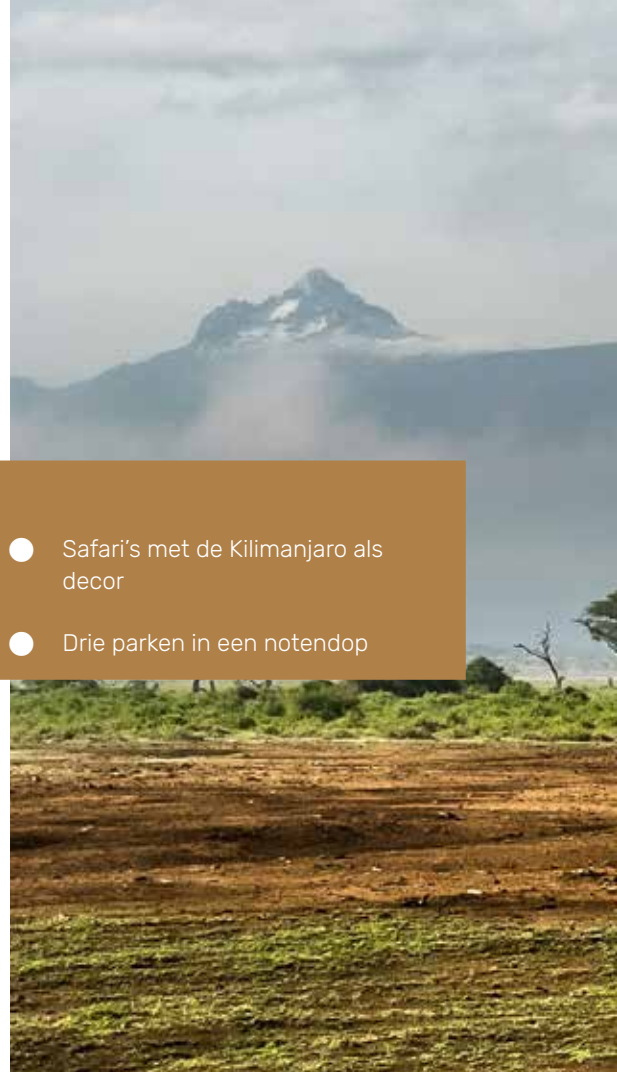 Safari's met de Kilimanjaro als
decor
Drie parken in een notendop